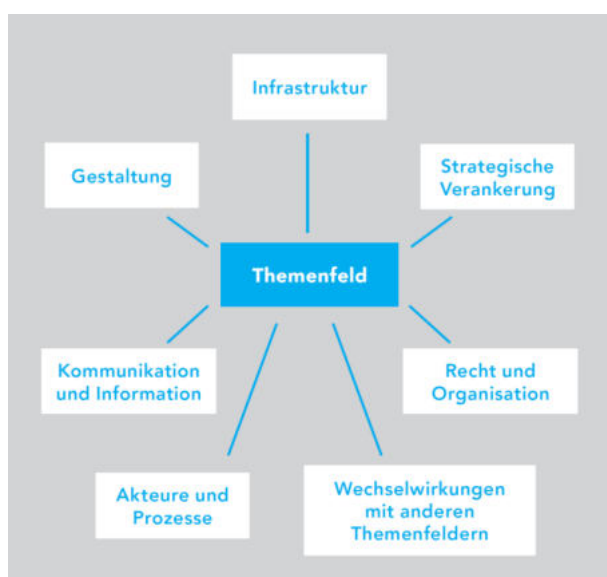 Infrastruktur
Gestaltung
Strategische
Verankerung
Themenfeld
Kommunikation
und Information
Recht und
Organisation
Akteure und
Prozesse
Wechselwirkungen
mit anderen
Themenfeldern